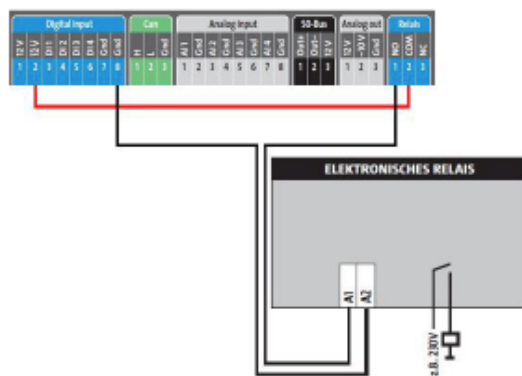 Digital Input Can Analog Input S0-Bus Analog out Relais
12V 12V DI1 DI2 DI3 DI4 Gnd Gnd H L Gnd AI1 Gnd AI2 Gnd AI3 Gnd AI4 Gnd Out+ Out- 12V 12V -10V Gnd NO COM NC
1 2 3 4 5 6 7 8 1 2 3 1 2 3 4 5 6 7 8 1 2 3 1 2 3 1 2 3
ELEKTRONISCHES RELAIS
A1
A2
z.B. 230V